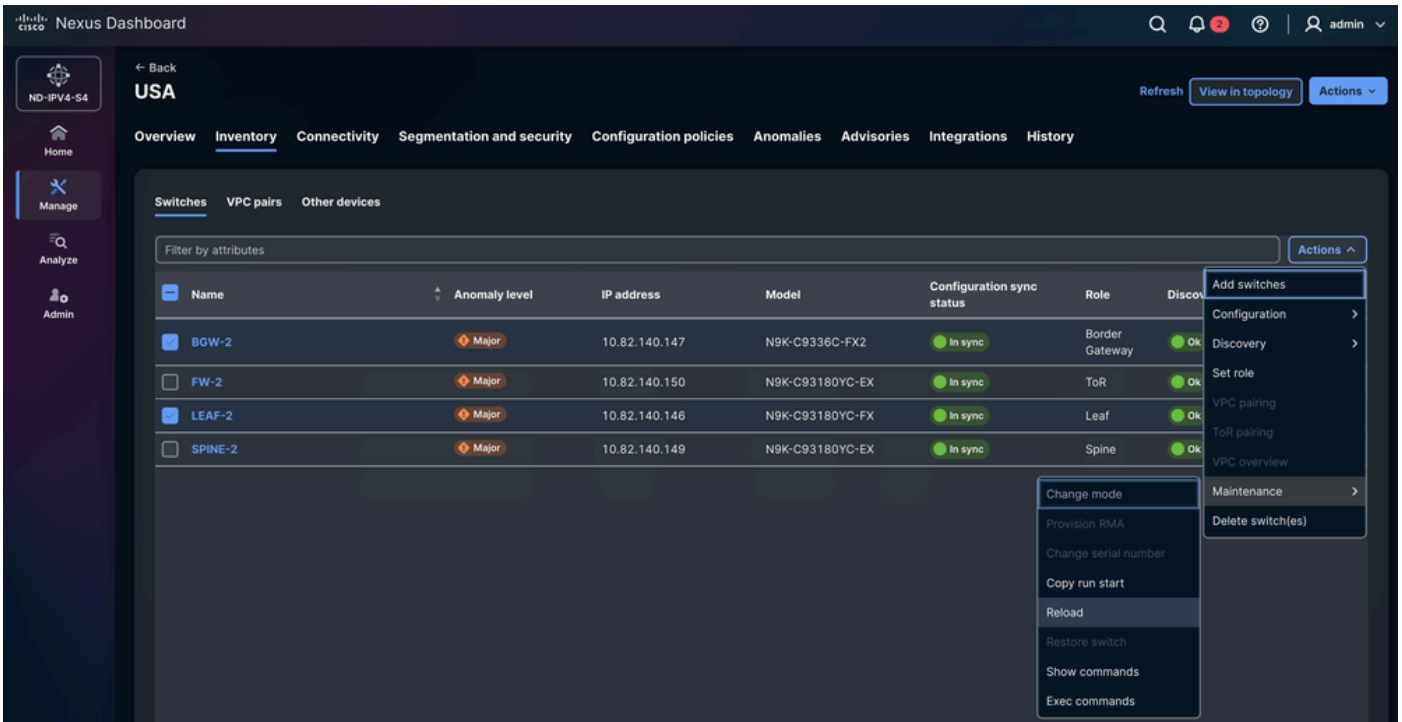 cisco Nexus Dashboard
2
admin
ND-IPV4-S4
Home
Manage
Analyze
Admin
← Back
USA
Refresh
View in topology
Actions
Overview Inventory Connectivity Segmentation and security Configuration policies Anomalies Advisories Integrations History
Switches VPC pairs Other devices
Filter by attributes
Actions
Name Anomaly level IP address Model Configuration sync status Role Discov
BGW-2 Major 10.82.140.147 N9K-C9336C-FX2 In sync Border Gateway Ok
FW-2 Major 10.82.140.150 N9K-C93180YC-EX In sync ToR Ok
LEAF-2 Major 10.82.140.146 N9K-C93180YC-FX In sync Leaf Ok
SPINE-2 Major 10.82.140.149 N9K-C93180YC-EX In sync Spine Ok
Add switches
Configuration
Discovery
Set role
VPC pairing
ToR pairing
VPC overview
Maintenance
Delete switch(es)
Change mode
Provision RMA
Change serial number
Copy run start
Reload
Restore switch
Show commands
Exec commands